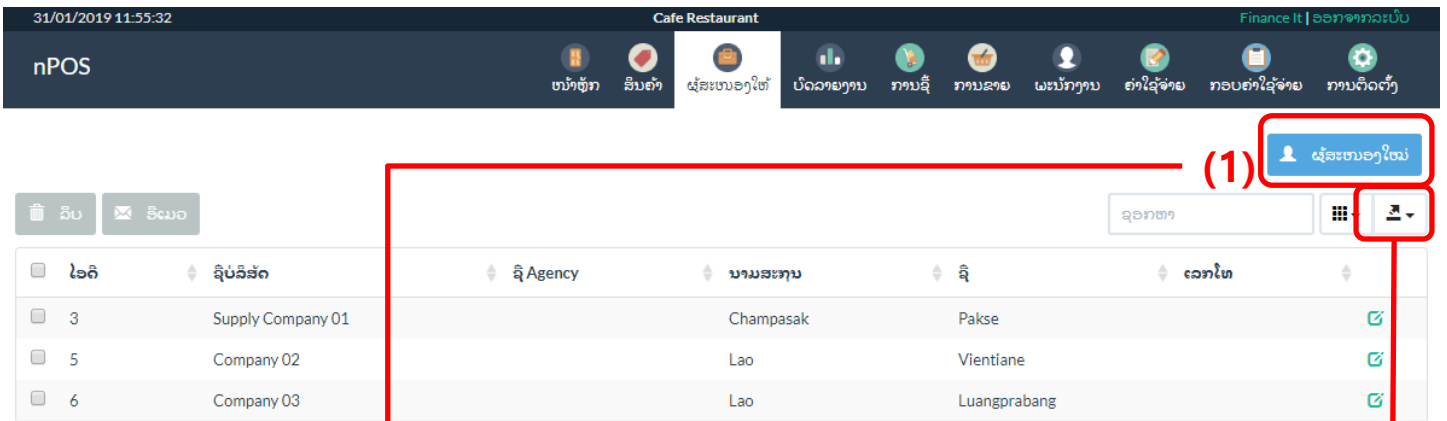 31/01/2019 11:55:32 Cafe Restaurant Finance It | ອອກຈາກລະບົບ
nPOS ໜ້າຫຼັກ ສິນຄ້າ ຜູ້ສະໜອງໃຫ້ ບົດລາຍງານ ການຊື້ ການຂາຍ ພະນັກງານ ຄ່າໃຊ້ຈ່າຍ ກອບຄ່າໃຊ້ຈ່າຍ ການຕິດຕັ້ງ
(1) ຜູ້ສະໜອງໃໝ່
ລຶບ ອີເມວ ຊອກຫາ
ໄອດີ ຊື່ບໍລິສັດ ຊື່ Agency ນາມສະກຸນ ຊື່ ເລກໂທ
3 Supply Company 01 Champasak Pakse
5 Company 02 Lao Vientiane
6 Company 03 Lao Luangprabang